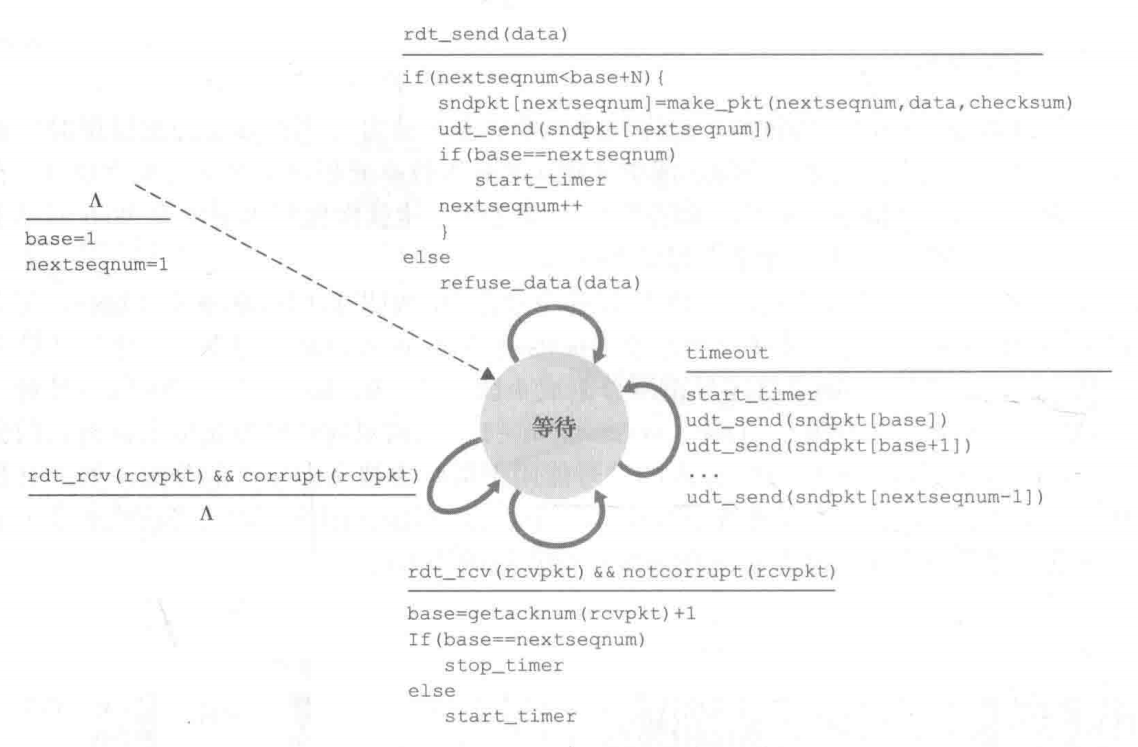 rdt_send(data)
if(nextseqnum<base+N){
sndpkt[nextseqnum]=make_pkt(nextseqnum,data,checksum)
udt_send(sndpkt[nextseqnum])
if(base==nextseqnum)
start_timer
nextseqnum++
}
else
refuse_data(data)
Λ
base=1
nextseqnum=1
timeout
start_timer
udt_send(sndpkt[base])
udt_send(sndpkt[base+1])
...
udt_send(sndpkt[nextseqnum-1])
等待
rdt_rcv(rcvpkt) && corrupt(rcvpkt)
Λ
rdt_rcv(rcvpkt) && notcorrupt(rcvpkt)
base=getacknum(rcvpkt)+1
If(base==nextseqnum)
stop_timer
else
start_timer